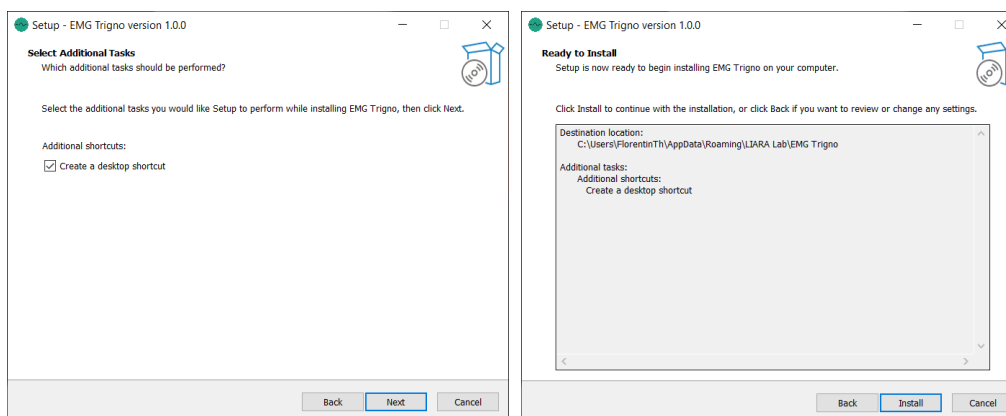 Setup - EMG Trigno version 1.0.0
Select Additional Tasks
Which additional tasks should be performed?
Select the additional tasks you would like Setup to perform while installing EMG Trigno, then click Next.
Additional shortcuts:
Create a desktop shortcut
Back
Next
Cancel
Setup - EMG Trigno version 1.0.0
Ready to Install
Setup is now ready to begin installing EMG Trigno on your computer.
Click Install to continue with the installation, or click Back if you want to review or change any settings.
Destination location:
C:\Users\FlorentinTh\AppData\Roaming\LIARA Lab\EMG Trigno
Additional tasks:
Additional shortcuts:
Create a desktop shortcut
Back
Install
Cancel